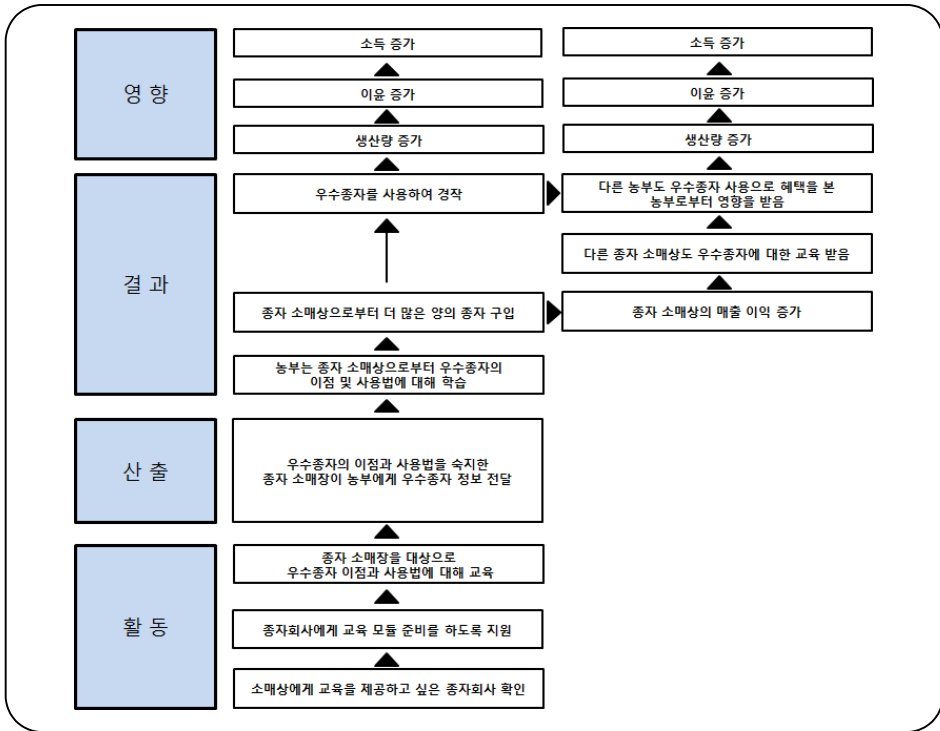 영 향
소득 증가
소득 증가
이윤 증가
이윤 증가
생산량 증가
생산량 증가
결 과
우수종자를 사용하여 경작
다른 농부도 우수종자 사용으로 혜택을 본
농부로부터 영향을 받음
다른 종자 소매상도 우수종자에 대한 교육 받음
종자 소매상으로부터 더 많은 양의 종자 구입
종자 소매상의 매출 이익 증가
농부는 종자 소매상으로부터 우수종자의
이점 및 사용법에 대해 학습
산 출
우수종자의 이점과 사용법을 숙지한
종자 소매장이 농부에게 우수종자 정보 전달
활 동
종자 소매장을 대상으로
우수종자 이점과 사용법에 대해 교육
종자회사에게 교육 모듈 준비를 하도록 지원
소매상에게 교육을 제공하고 싶은 종자회사 확인